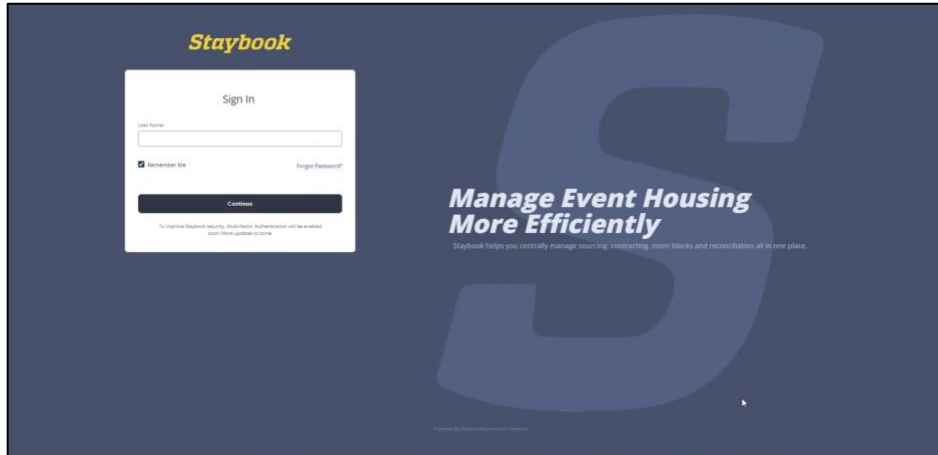 Staybook
Sign In
User Name
Remember Me
Forgot Password?
Continue
To improve Staybook security, Multi-Factor Authentication will be enabled
soon! More updates to come.
Manage Event Housing
More Efficiently
Staybook helps you centrally manage sourcing, contracting, room blocks and reconciliation all in one place.
Powered By